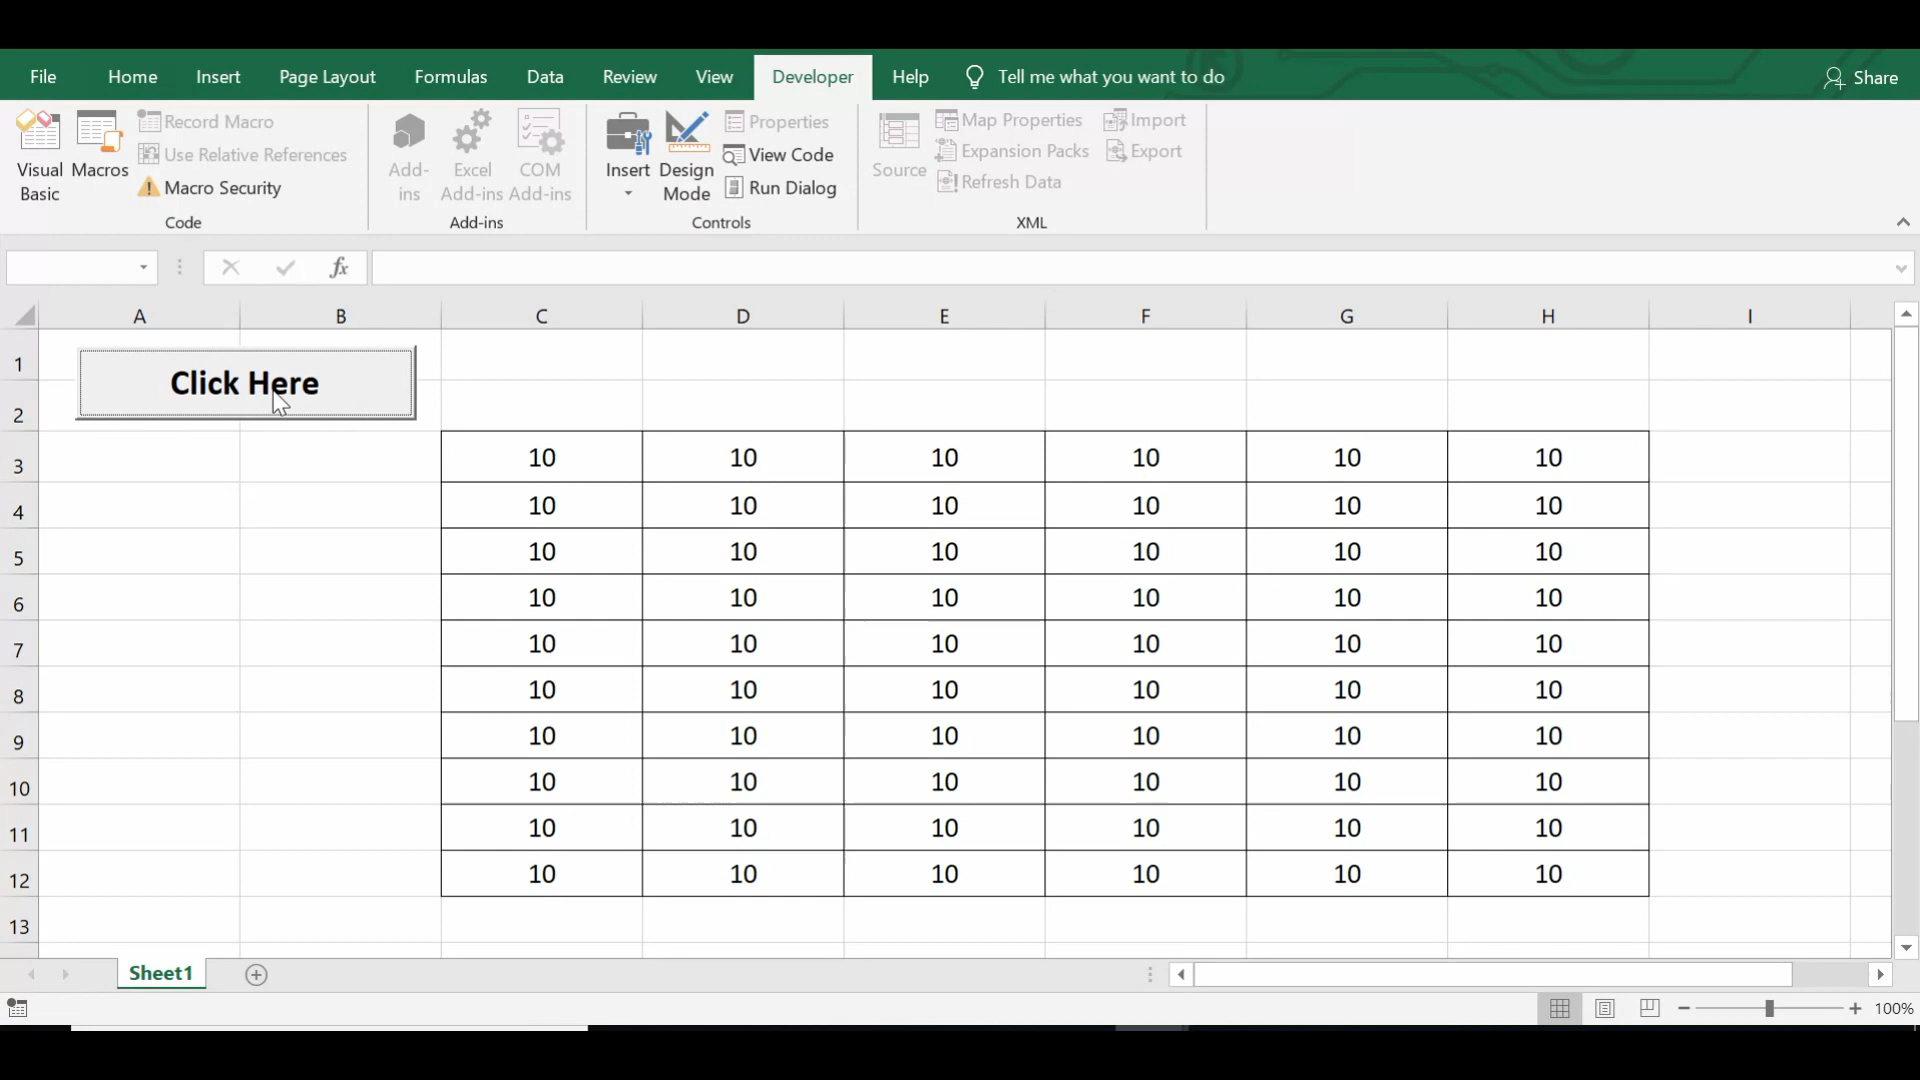 File Home Insert Page Layout Formulas Data Review View Developer Help Tell me what you want to do Share
Visual Basic
Macros
Record Macro
Use Relative References
Macro Security
Code
Add-ins
Excel Add-ins
COM Add-ins
Add-ins
Insert
Design Mode
Properties
View Code
Run Dialog
Controls
Source
Map Properties
Expansion Packs
Refresh Data
Import
Export
XML
fx
A B C D E F G H I
1
Click Here
2
3 10 10 10 10 10 10
4 10 10 10 10 10 10
5 10 10 10 10 10 10
6 10 10 10 10 10 10
7 10 10 10 10 10 10
8 10 10 10 10 10 10
9 10 10 10 10 10 10
10 10 10 10 10 10 10
11 10 10 10 10 10 10
12 10 10 10 10 10 10
13
Sheet1
100%